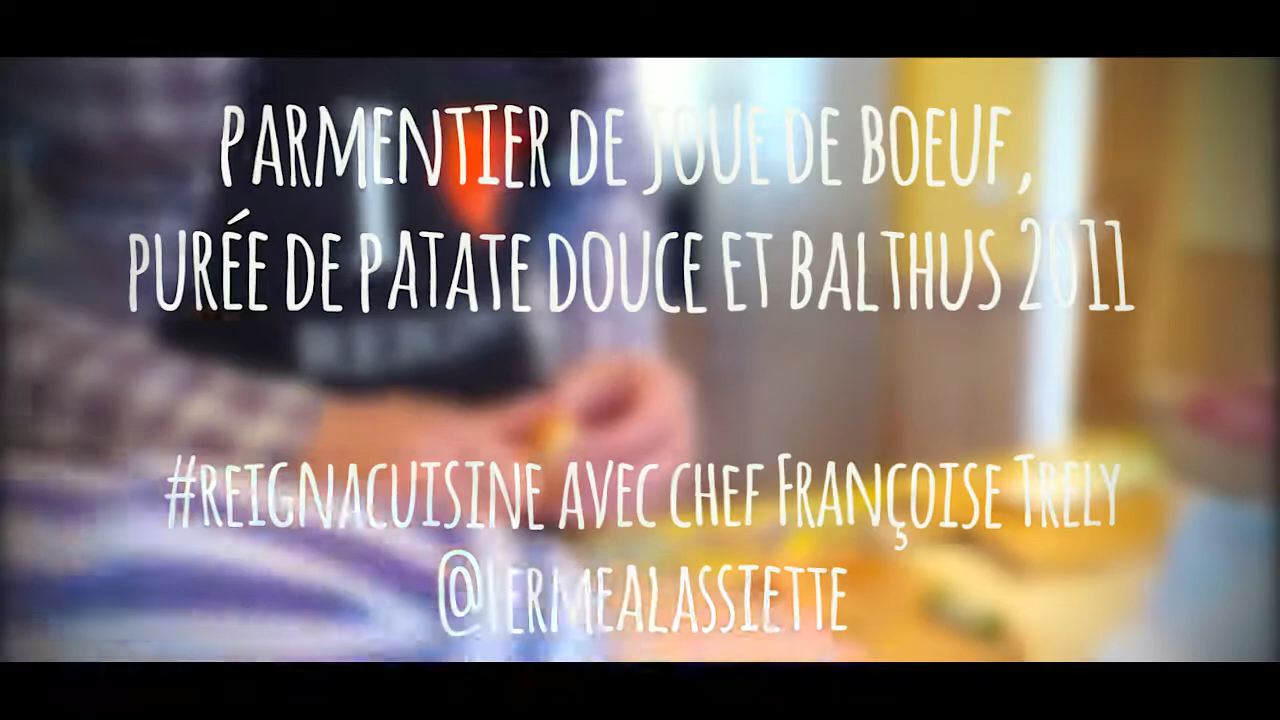 PARMENTIER DE JOUE DE BOEUF,
PURÉE DE PATATE DOUCE ET BALTHUS 2011
#REIGNACUISINE AVEC CHEF FRANÇOISE TRELY
@FERMEALASSIETTE